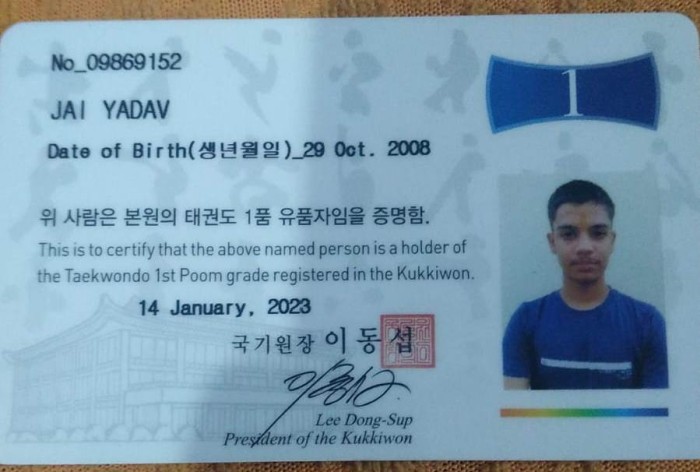 No_09869152
1
JAI YADAV
Date of Birth(생년월일)_29 Oct. 2008
위 사람은 본원의 태권도 1품 유품자임을 증명함.
This is to certify that the above named person is a holder of
the Taekwondo 1st Poom grade registered in the Kukkiwon.
14 January, 2023
국기원장 이동섭
Lee Dong-Sup
President of the Kukkiwon